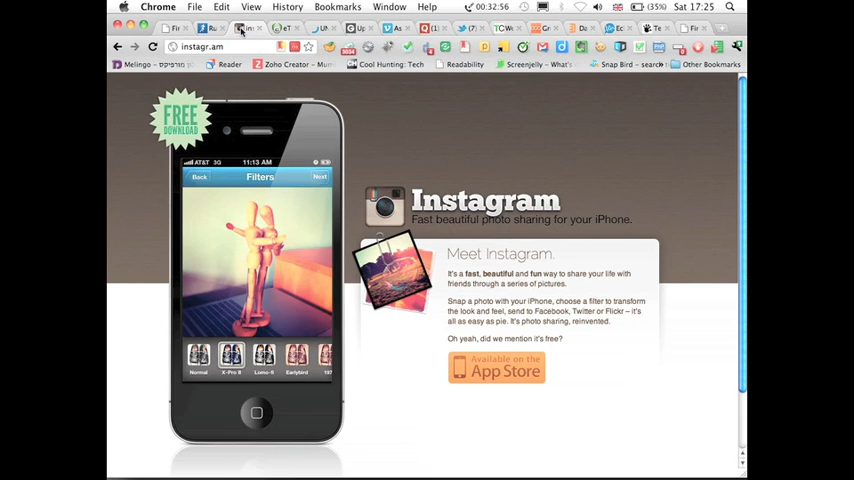 Chrome File Edit View History Bookmarks Window Help 00:32:56 (35%) Sat 17:25
instagr.am
Reader Zoho Creator – Mum Cool Hunting: Tech Readability Screenjelly – What's Snap Bird – search Other Bookmarks
FREE
DOWNLOAD
AT&T 3G 11:13 AM
Back Filters Next
Instagram
Fast beautiful photo sharing for your iPhone.
Meet Instagram.
It's a fast, beautiful and fun way to share your life with
friends through a series of pictures.
Snap a photo with your iPhone, choose a filter to transform
the look and feel, send to Facebook, Twitter or Flickr – it's
all as easy as pie. It's photo sharing, reinvented.
Oh yeah, did we mention it's free?
Available on the
App Store
Normal X-Pro II Lomo-fi Earlybird 197